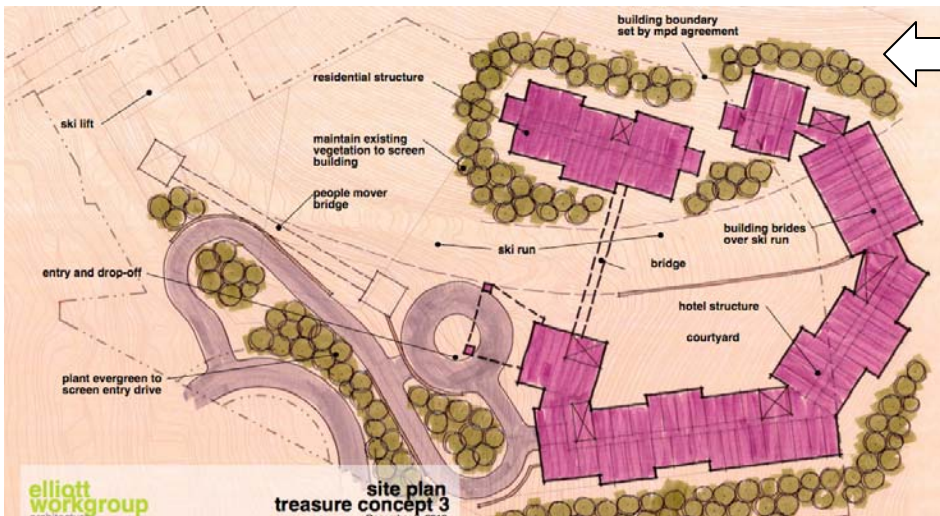 building boundary
set by mpd agreement
residential structure
ski lift
maintain existing
vegetation to screen
building
people mover
bridge
ski run
building brides
over ski run
entry and drop-off
bridge
hotel structure
courtyard
plant evergreen to
screen entry drive
elliott
workgroup
site plan
treasure concept 3